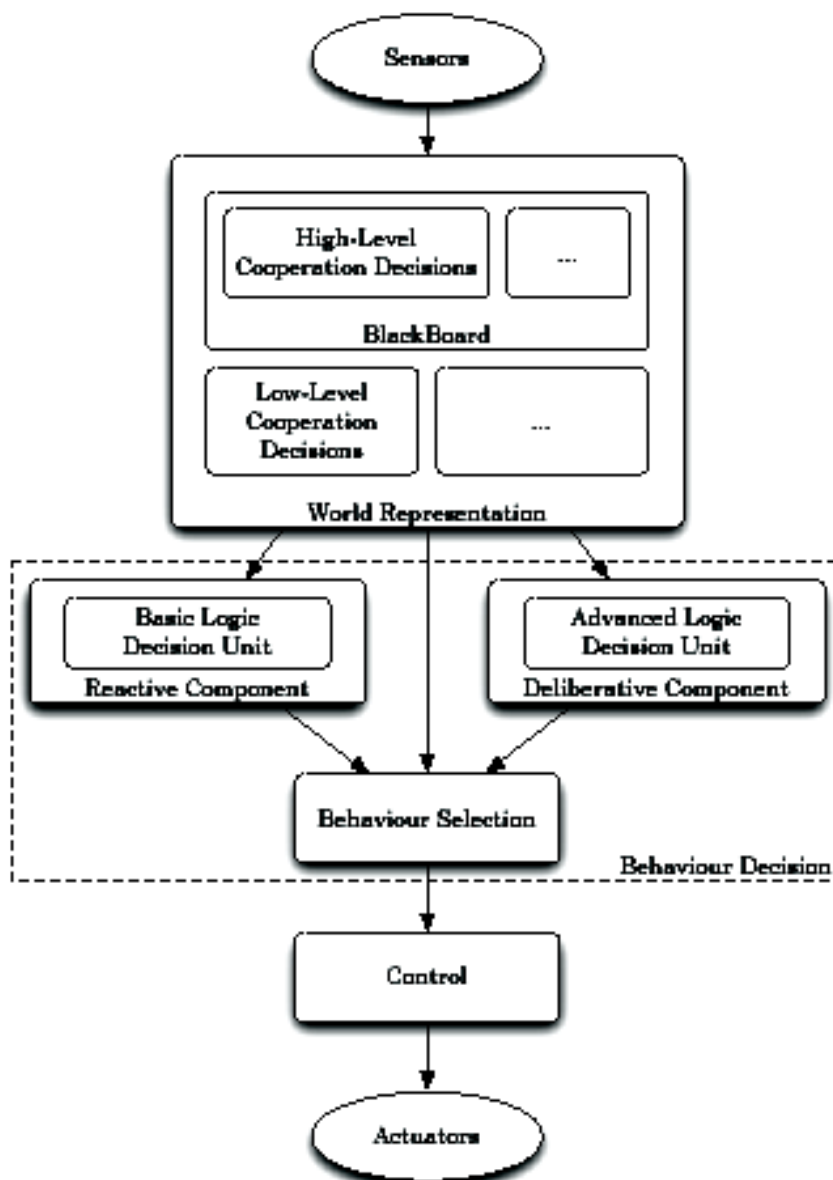 Sensors
High-Level
Cooperation Decisions
...
BlackBoard
Low-Level
Cooperation
Decisions
...
World Representation
Basic Logic
Decision Unit
Reactive Component
Advanced Logic
Decision Unit
Deliberative Component
Behaviour Selection
Behaviour Decision
Control
Actuators